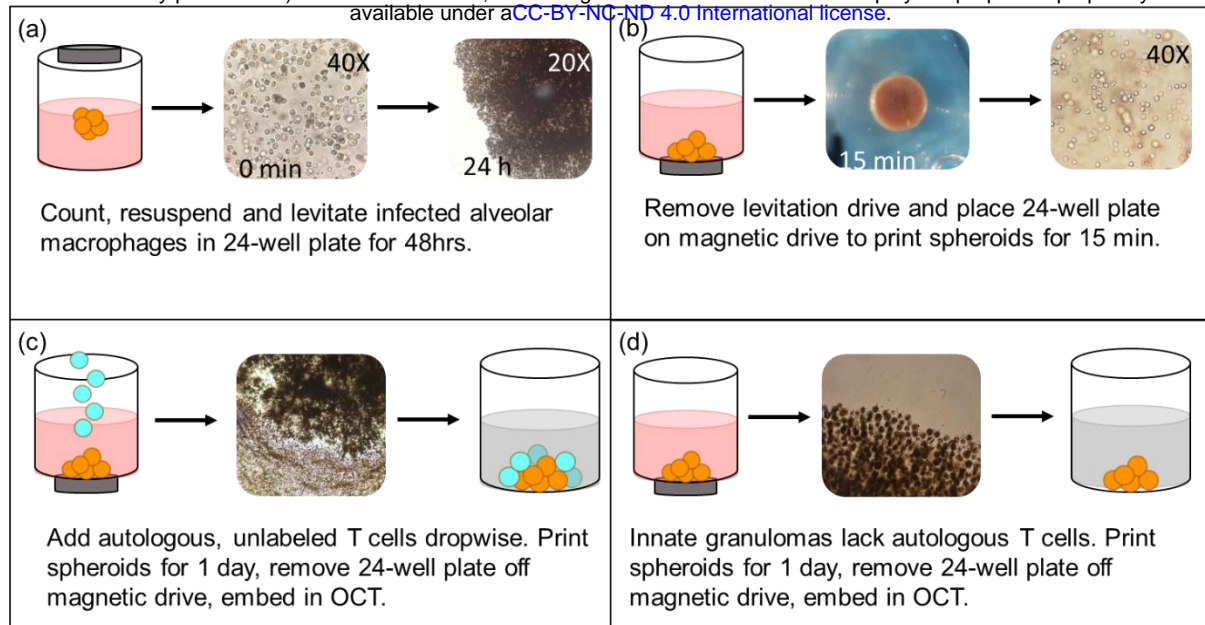 available under aCC-BY-NC-ND 4.0 International license.
(a)
40X
0 min
20X
24 h
Count, resuspend and levitate infected alveolar
macrophages in 24-well plate for 48hrs.
(b)
15 min
40X
Remove levitation drive and place 24-well plate
on magnetic drive to print spheroids for 15 min.
(c)
Add autologous, unlabeled T cells dropwise. Print
spheroids for 1 day, remove 24-well plate off
magnetic drive, embed in OCT.
(d)
Innate granulomas lack autologous T cells. Print
spheroids for 1 day, remove 24-well plate off
magnetic drive, embed in OCT.